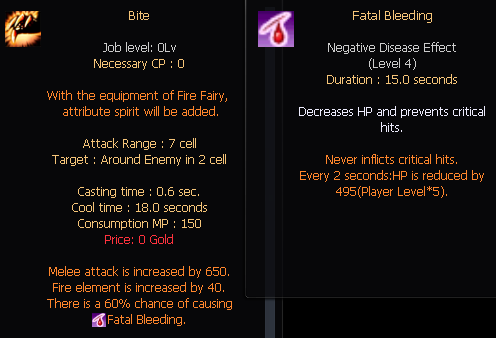 Bite
Job level: 0Lv
Necessary CP : 0
With the equipment of Fire Fairy,
attribute spirit will be added.
Attack Range : 7 cell
Target : Around Enemy in 2 cell
Casting time : 0.6 sec.
Cool time : 18.0 seconds
Consumption MP : 150
Price: 0 Gold
Melee attack is increased by 650.
Fire element is increased by 40.
There is a 60% chance of causing
Fatal Bleeding.
Fatal Bleeding
Negative Disease Effect
(Level 4)
Duration : 15.0 seconds
Decreases HP and prevents critical
hits.
Never inflicts critical hits.
Every 2 seconds:HP is reduced by
495(Player Level*5).